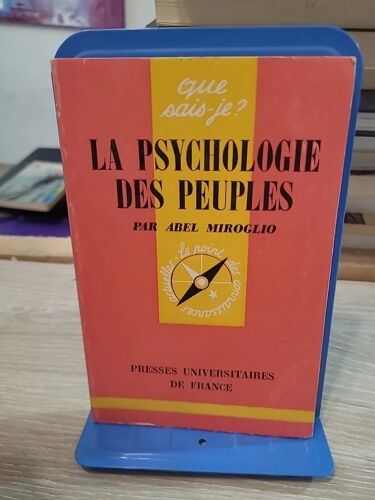 que
sais-je?
LA PSYCHOLOGIE
DES PEUPLES
PAR ABEL MIROGLIO
le point des connaissances actuelles
PRESSES UNIVERSITAIRES
DE FRANCE